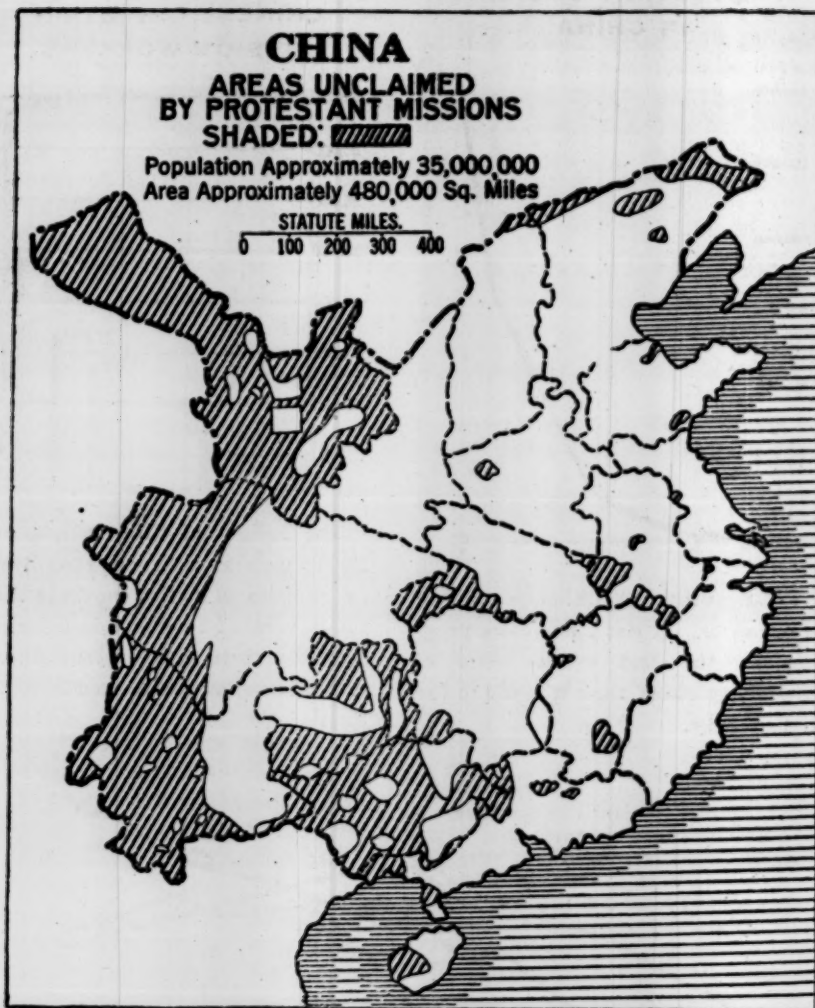 CHINA
AREAS UNCLAIMED
BY PROTESTANT MISSIONS
SHADED:
Population Approximately 35,000,000
Area Approximately 480,000 Sq. Miles
STATUTE MILES.
0 100 200 300 400